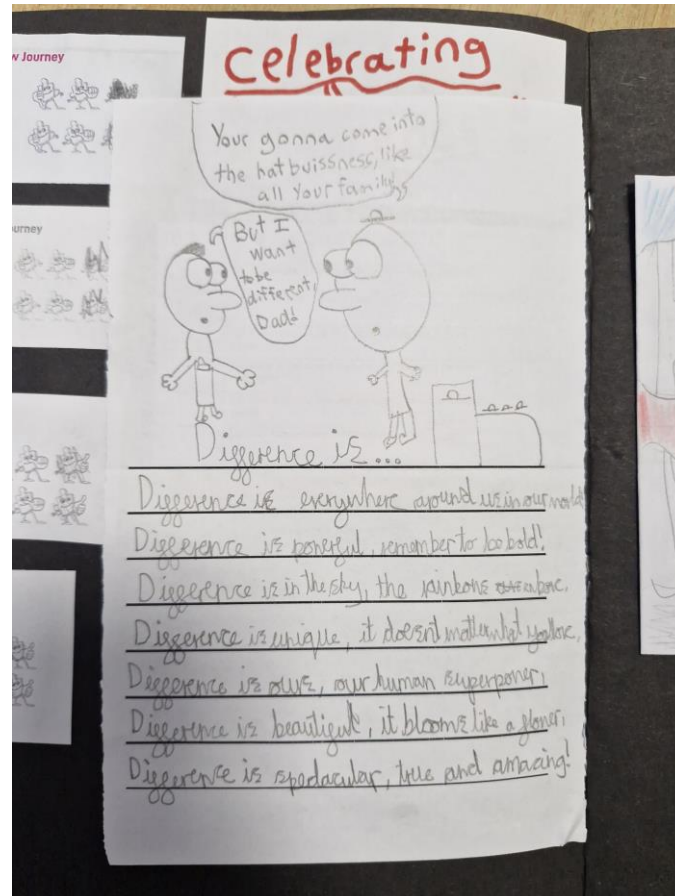 w Journey
Celebrating
Your gonna come into
the hat buissness, like
all your family
But I
want
to be
different,
Dad!
urney
Difference is...
Difference is everywhere around us in our world!
Difference is powerful, remember to be bold!
Difference is in the sky, the rainbows above,
Difference is unique, it doesn't matter what you love,
Difference is ours, our human superpower,
Difference is beautiful, it blooms like a flower,
Difference is spectacular, true and amazing!